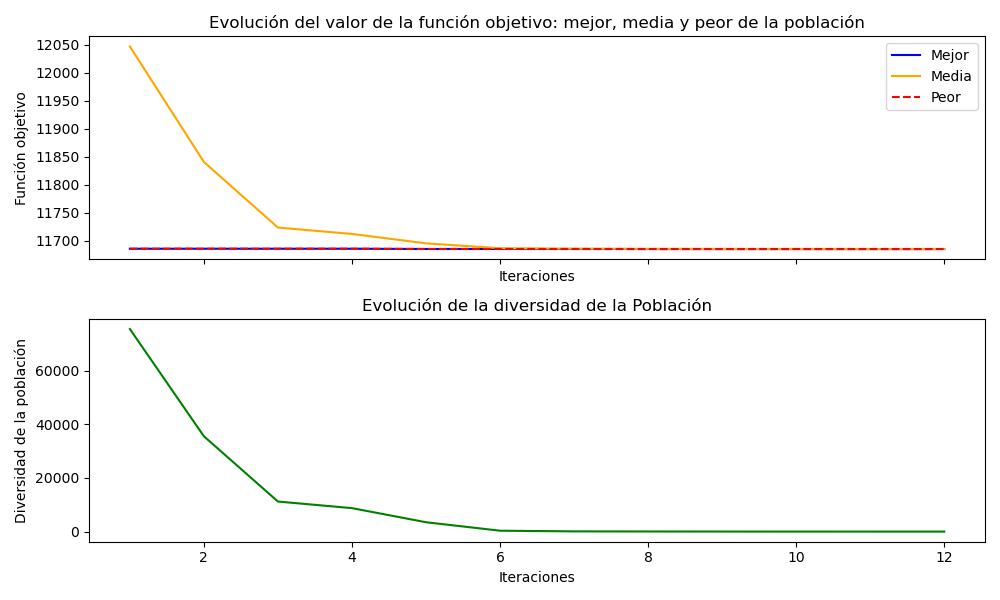 Evolución del valor de la función objetivo: mejor, media y peor de la población
12050
12000
11950
11900
11850
11800
11750
11700
Función objetivo
Mejor
Media
Peor
Iteraciones
Evolución de la diversidad de la Población
60000
40000
20000
0
Diversidad de la población
2 4 6 8 10 12
Iteraciones